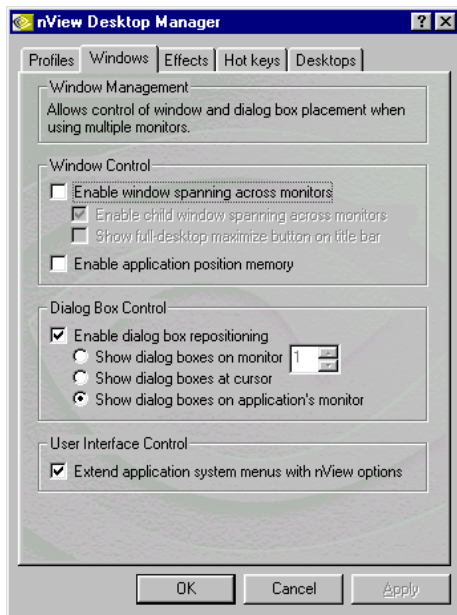 nView Desktop Manager
Profiles Windows Effects Hot keys Desktops
Window Management
Allows control of window and dialog box placement when
using multiple monitors.
Window Control
Enable window spanning across monitors
Enable child window spanning across monitors
Show full-desktop maximize button on title bar
Enable application position memory
Dialog Box Control
Enable dialog box repositioning
Show dialog boxes on monitor 1
Show dialog boxes at cursor
Show dialog boxes on application's monitor
User Interface Control
Extend application system menus with nView options
OK Cancel Apply